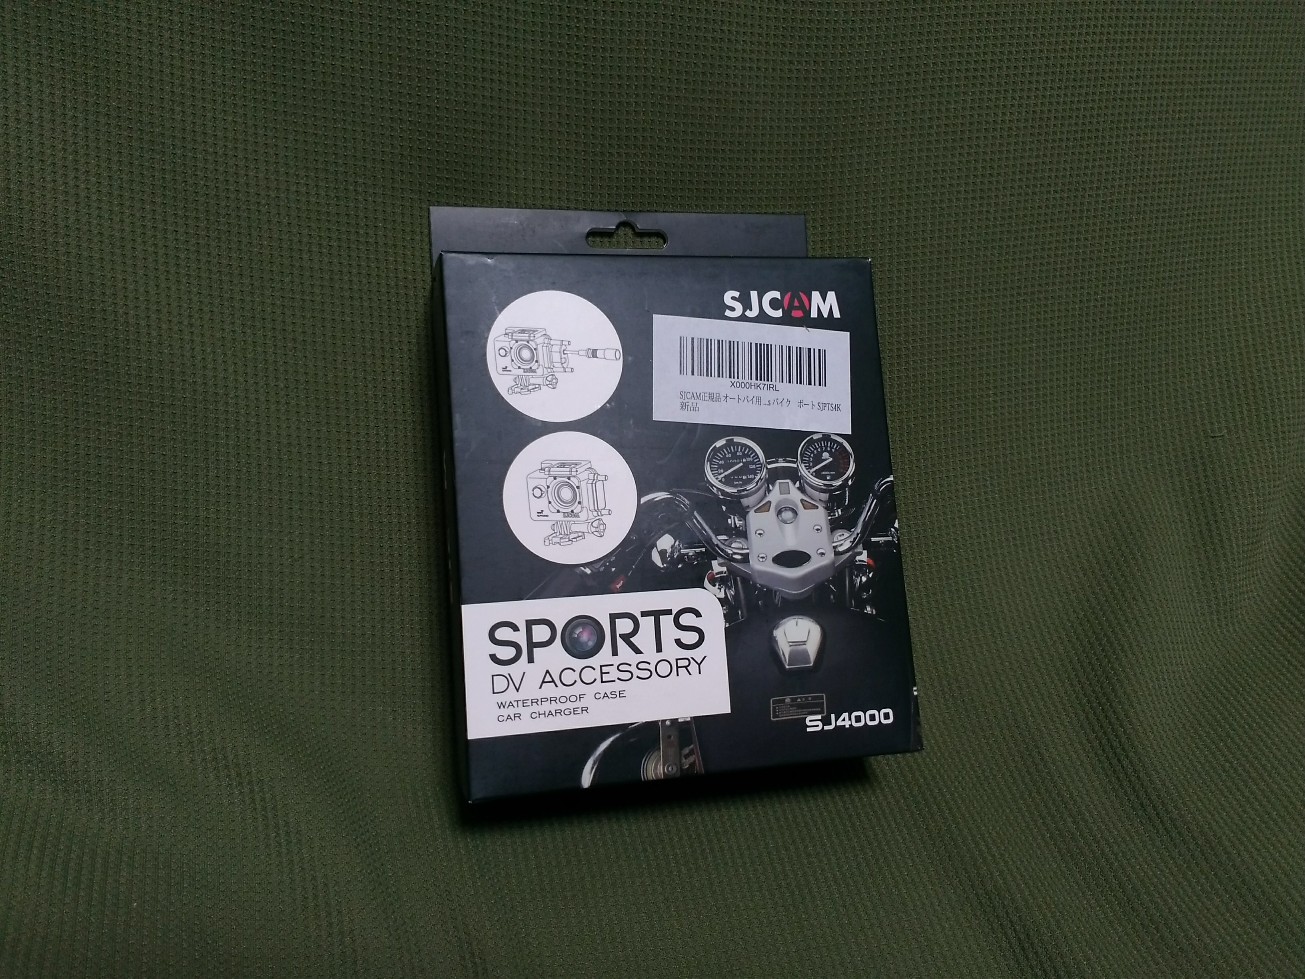 SJCAM
X000HK7IRL
SJCAM正規品 オートバイ用 ...s バイク ポート SJPTS4K
新品
SPORTS
DV ACCESSORY
WATERPROOF CASE
CAR CHARGER
SJ4000